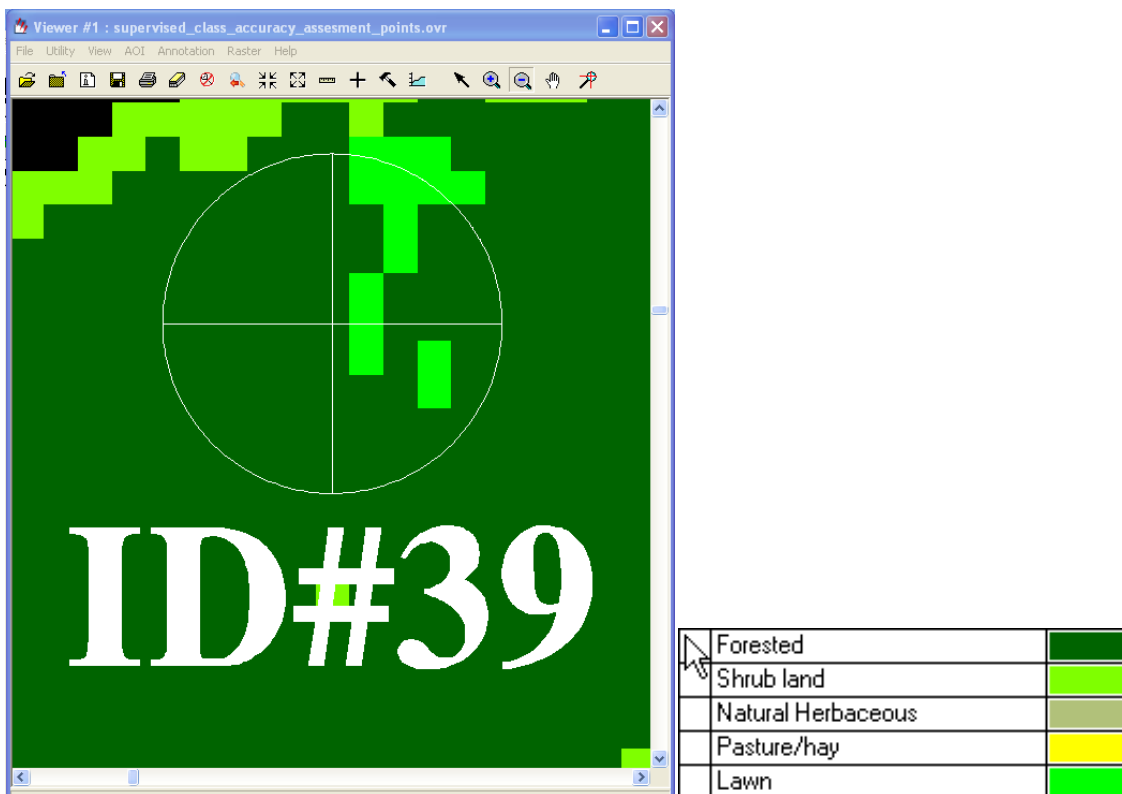 Viewer #1 : supervised_class_accuracy_assesment_points.ovr
File Utility View AOI Annotation Raster Help
ID#39
Forested
Shrub land
Natural Herbaceous
Pasture/hay
Lawn